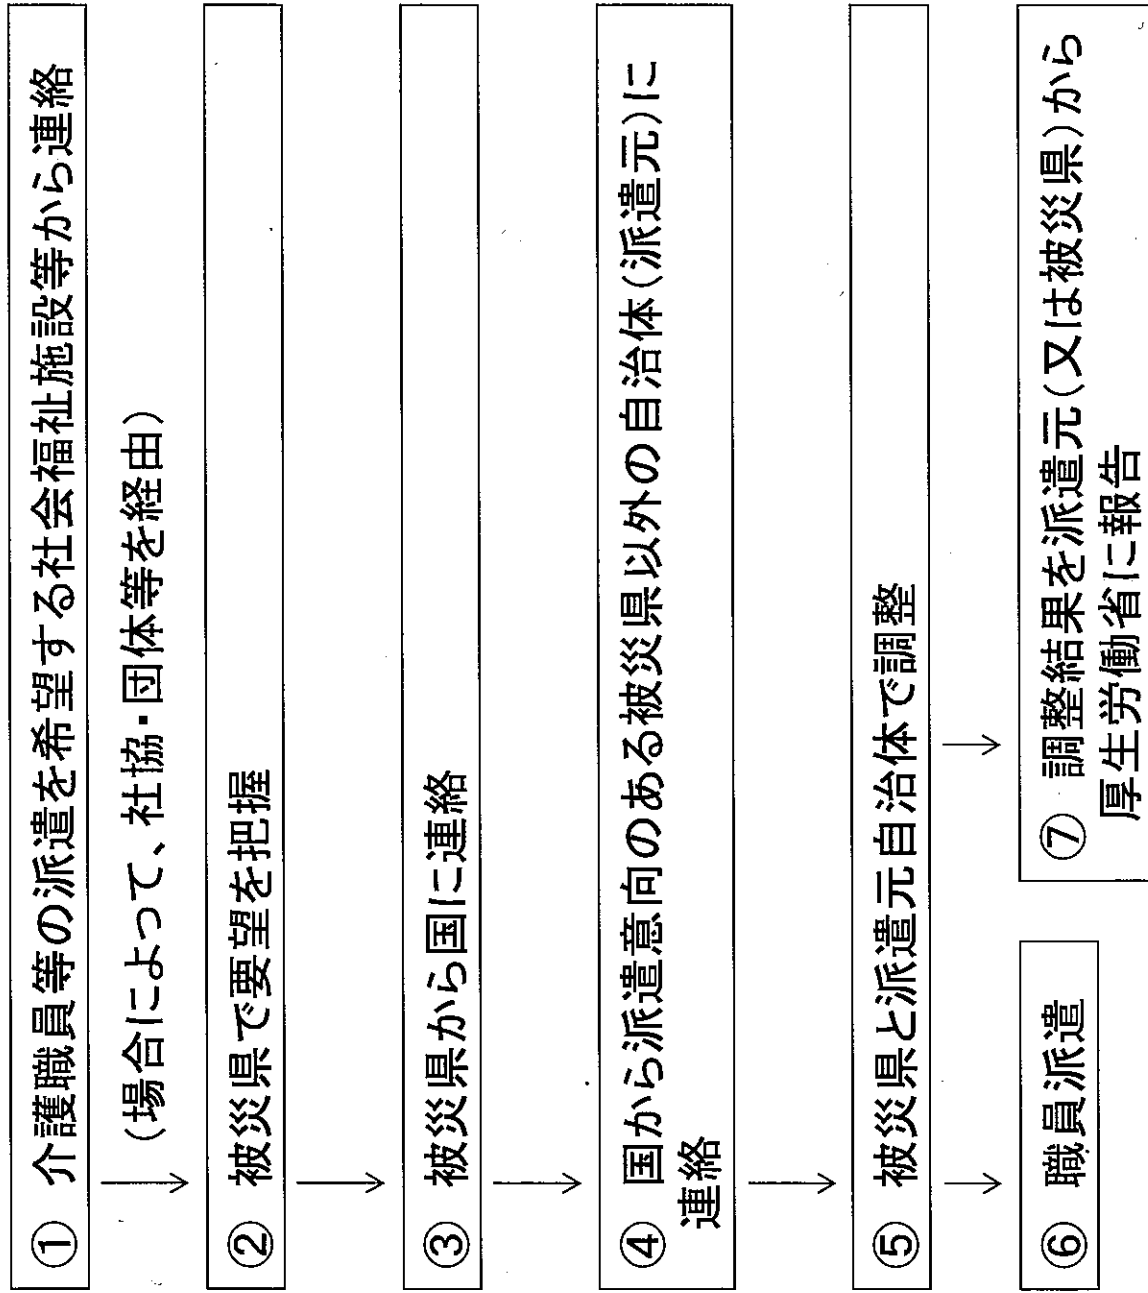 ① 介護職員等の派遣を希望する社会福祉施設等から連絡
(場合によって、社協・団体等を経由)
② 被災県で要望を把握
③ 被災県から国に連絡
④ 国から派遣意向のある被災県以外の自治体(派遣元)に
連絡
⑤ 被災県と派遣元自治体で調整
⑥ 職員派遣
⑦ 調整結果を派遣元(又は被災県)から
厚生労働省に報告